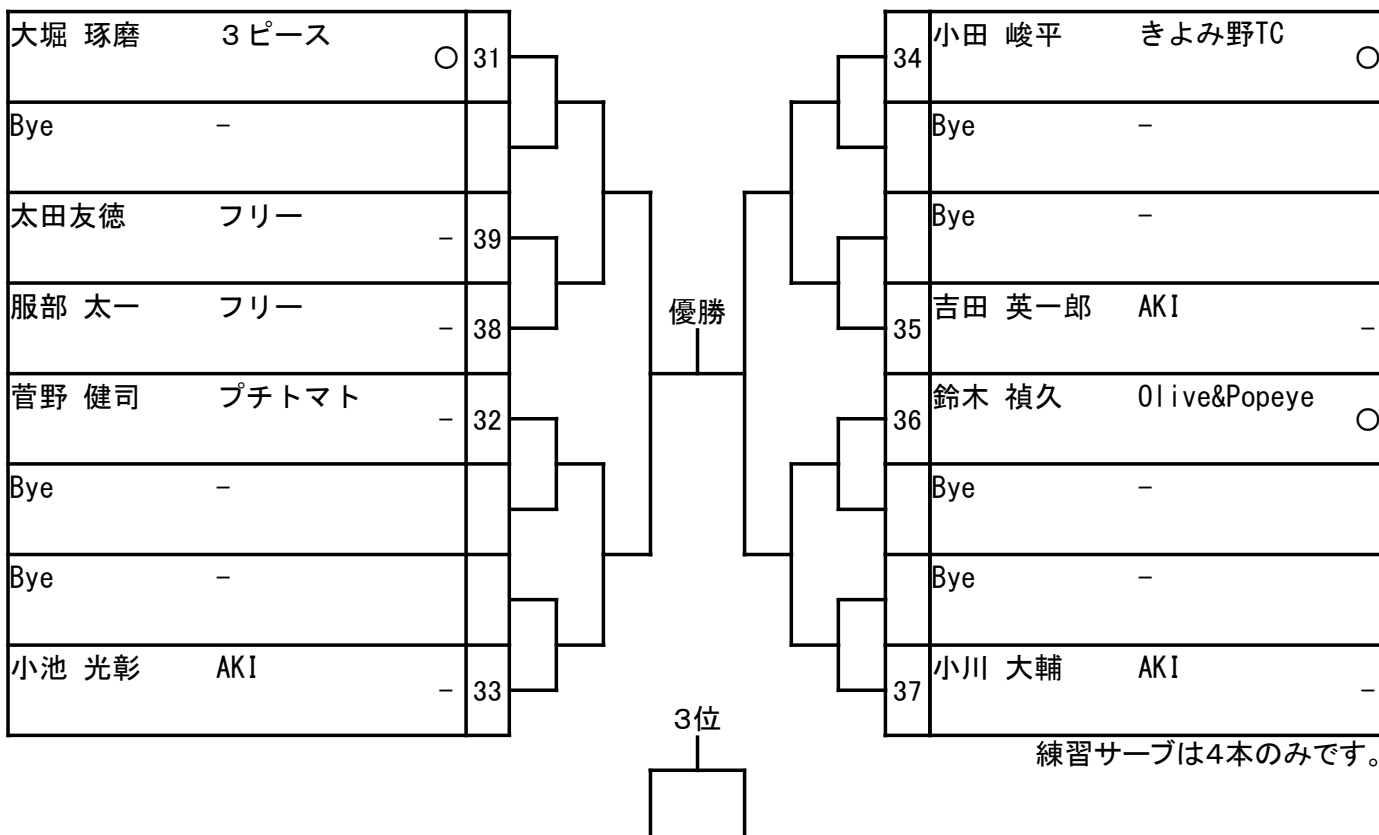 大堀 琢磨 3ピース ○ 31
Bye －
太田友徳 フリー － 39
服部 太一 フリー － 38
菅野 健司 プチトマト － 32
Bye －
Bye －
小池 光彰 AKI － 33
優勝
3位
34 小田 峻平 きよみ野TC ○
Bye －
Bye －
35 吉田 英一郎 AKI －
36 鈴木 禎久 Olive&Popeye ○
Bye －
Bye －
37 小川 大輔 AKI －
練習サーブは4本のみです。